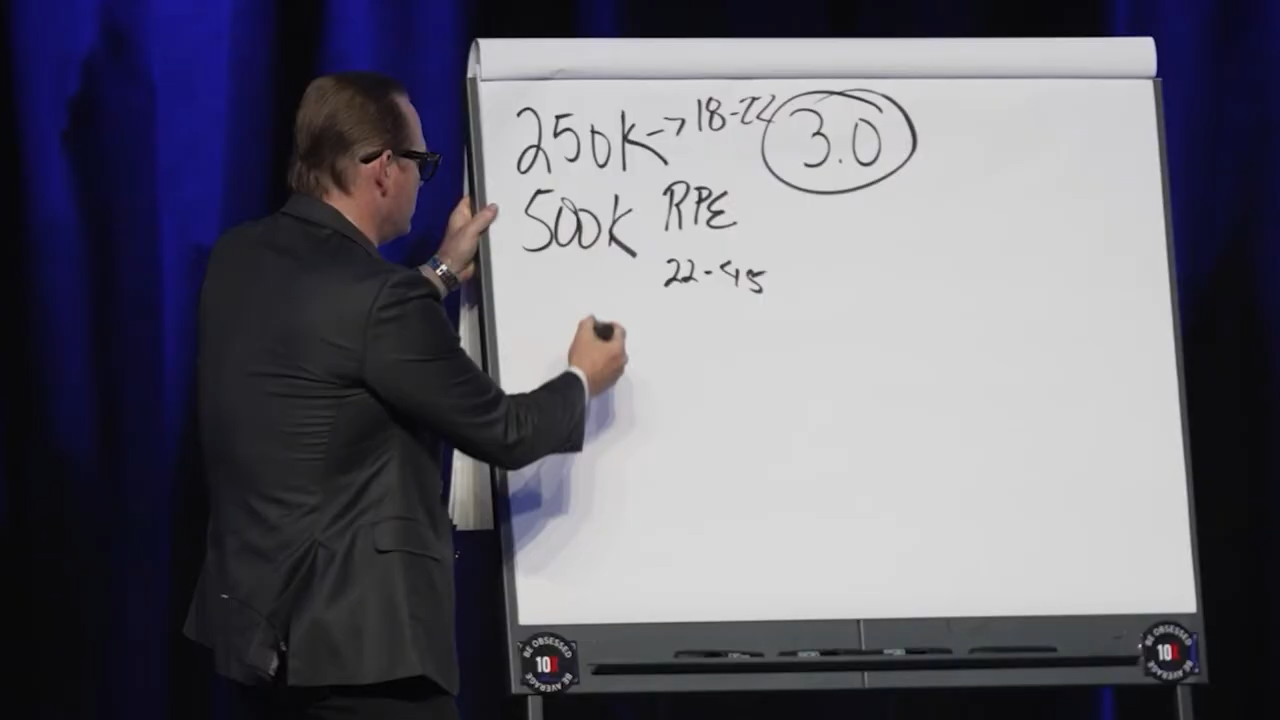 250K → 18-22 3.0
500K RPE
22-45
BE OBSESSED
10X
BE AVERAGE
BE OBSESSED
10X
BE AVERAGE